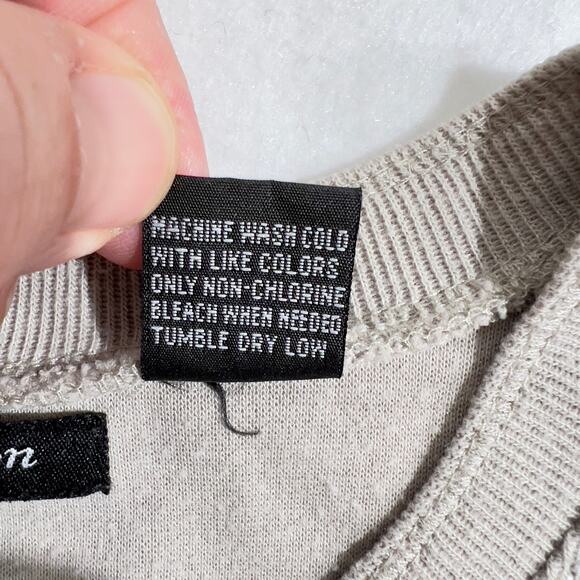 MACHINE WASH COLD
WITH LIKE COLORS
ONLY NON-CHLORINE
BLEACH WHEN NEEDED
TUMBLE DRY LOW